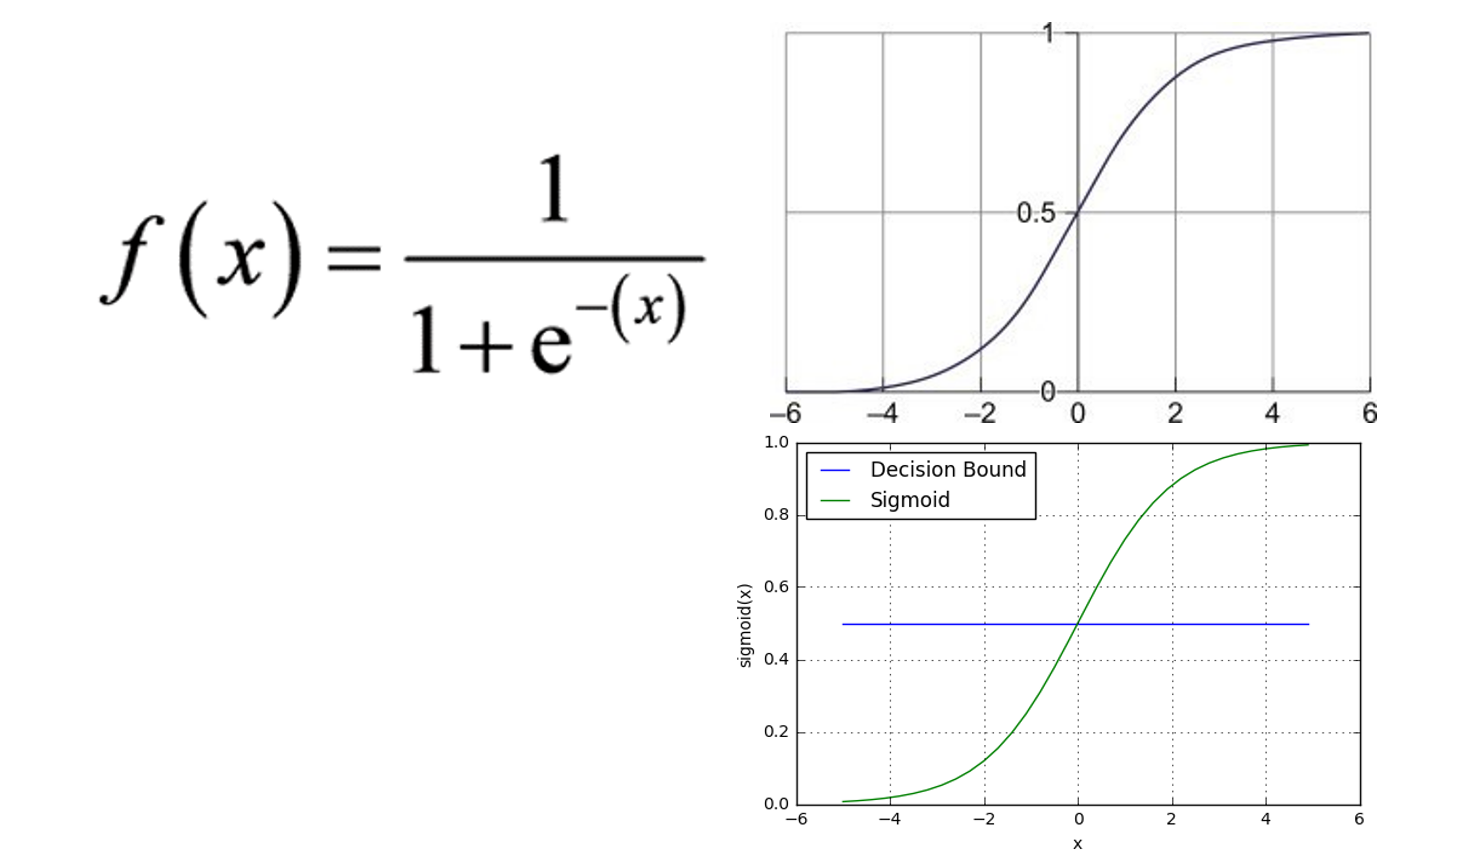 f(x) = 1 / (1 + e^-(x))
1
0.5
0
–6 –4 –2 0 2 4 6
1.0
Decision Bound
Sigmoid
0.8
0.6
0.4
0.2
0.0
sigmoid(x)
−6 −4 −2 0 2 4 6
x